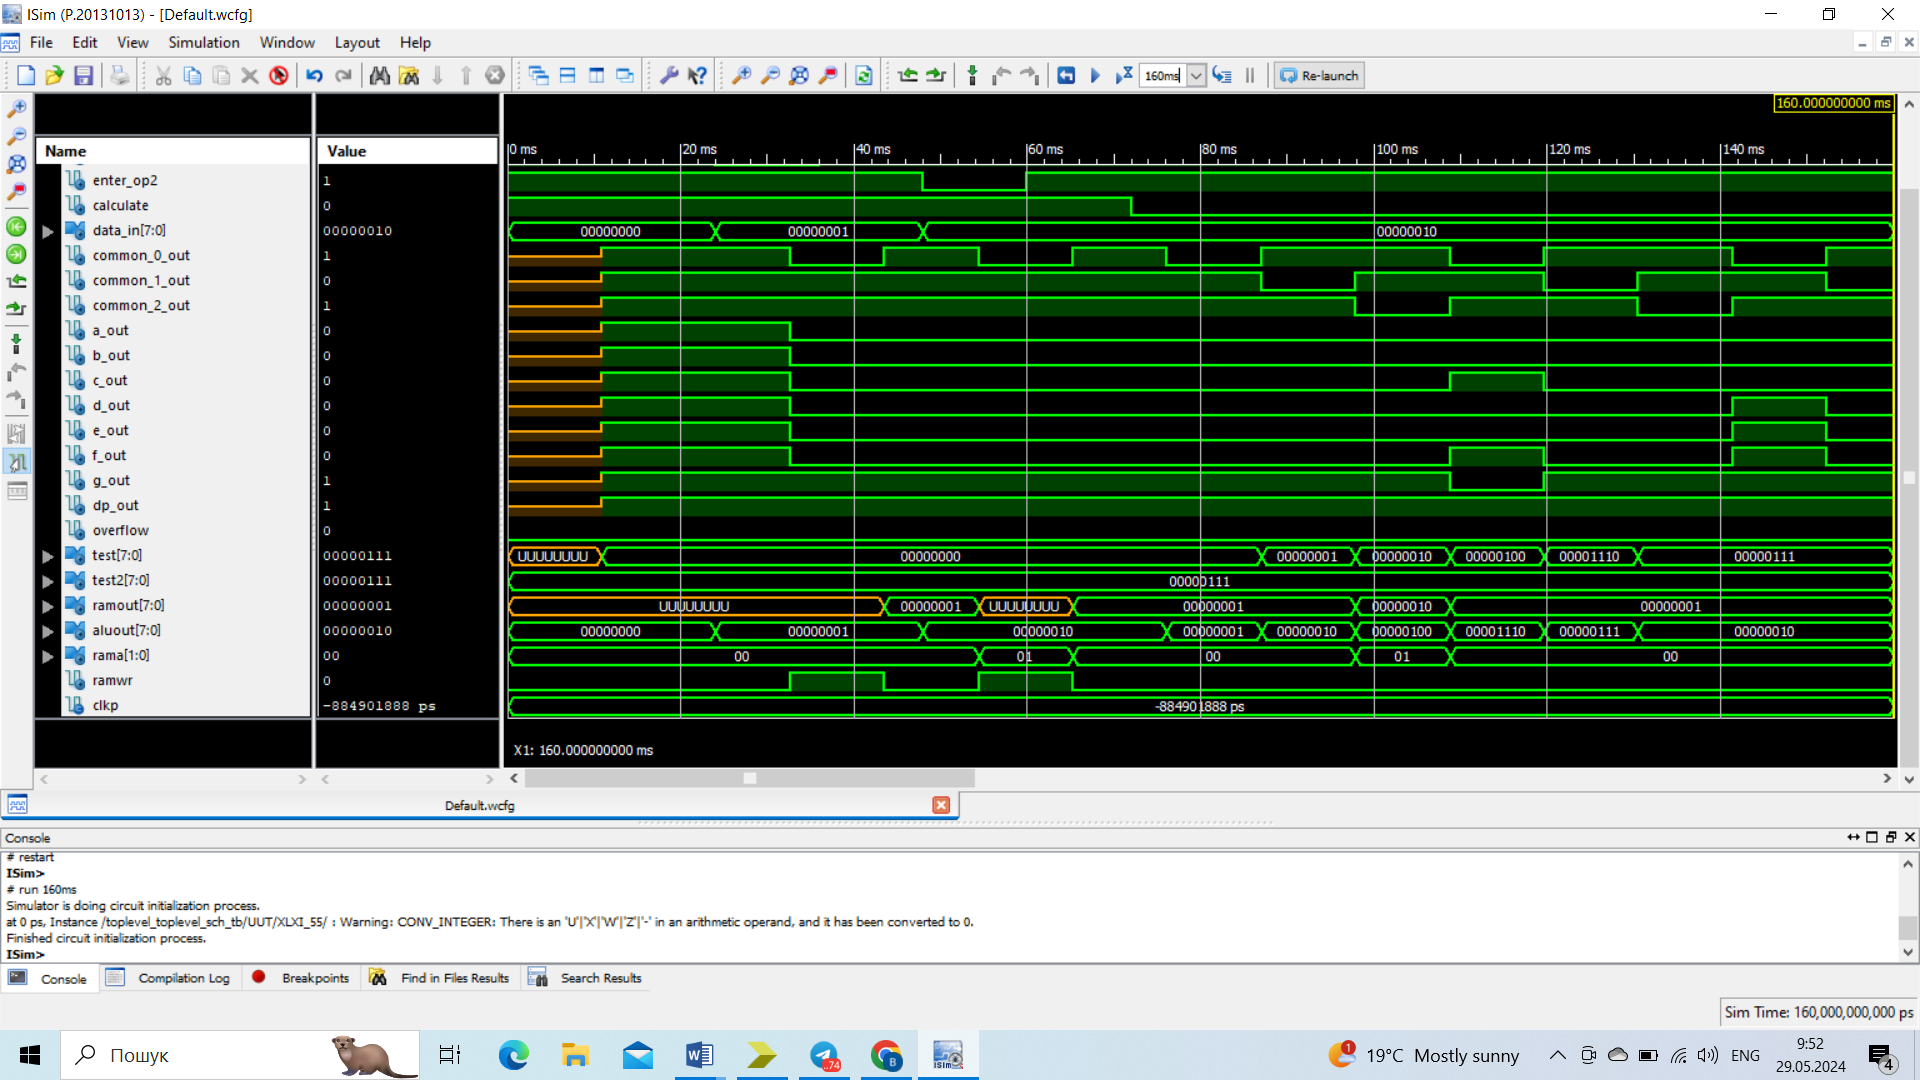 ISim (P.20131013) - [Default.wcfg]
File Edit View Simulation Window Layout Help
160ms Re-launch
160.000000000 ms
Name Value
0 ms 20 ms 40 ms 60 ms 80 ms 100 ms 120 ms 140 ms
enter_op2 1
calculate 0
data_in[7:0] 00000010 00000000 00000001 00000010
common_0_out 1
common_1_out 0
common_2_out 1
a_out 0
b_out 0
c_out 0
d_out 0
e_out 0
f_out 0
g_out 1
dp_out 1
overflow 0
test[7:0] 00000111 UUUUUUUU 00000000 00000001 00000010 00000100 00001110 00000111
test2[7:0] 00000111 00000111
ramout[7:0] 00000001 UUUUUUUU 00000001 UUUUUUUU 00000001 00000010 00000001
aluout[7:0] 00000010 00000000 00000001 00000010 00000001 00000010 00000100 00001110 00000111 00000010
rama[1:0] 00 00 01 00 01 00
ramwr 0
clkp -884901888 ps -884901888 ps
X1: 160.000000000 ms
Default.wcfg
Console
# restart
ISim>
# run 160ms
Simulator is doing circuit initialization process.
at 0 ps, Instance /toplevel_toplevel_sch_tb/UUT/XLXI_55/ : Warning: CONV_INTEGER: There is an 'U'|'X'|'W'|'Z'|'-' in an arithmetic operand, and it has been converted to 0.
Finished circuit initialization process.
ISim>
Console Compilation Log Breakpoints Find in Files Results Search Results
Sim Time: 160,000,000,000 ps
Пошук
..74
B
ISim
1
19°C Mostly sunny
ENG
9:52
29.05.2024
4